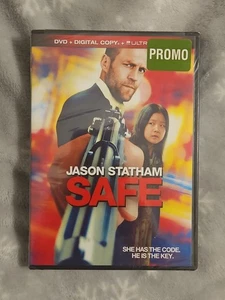 DVD + DIGITAL COPY +
ULTRA
PROMO
JASON STATHAM
SAFE
SHE HAS THE CODE.
HE IS THE KEY.